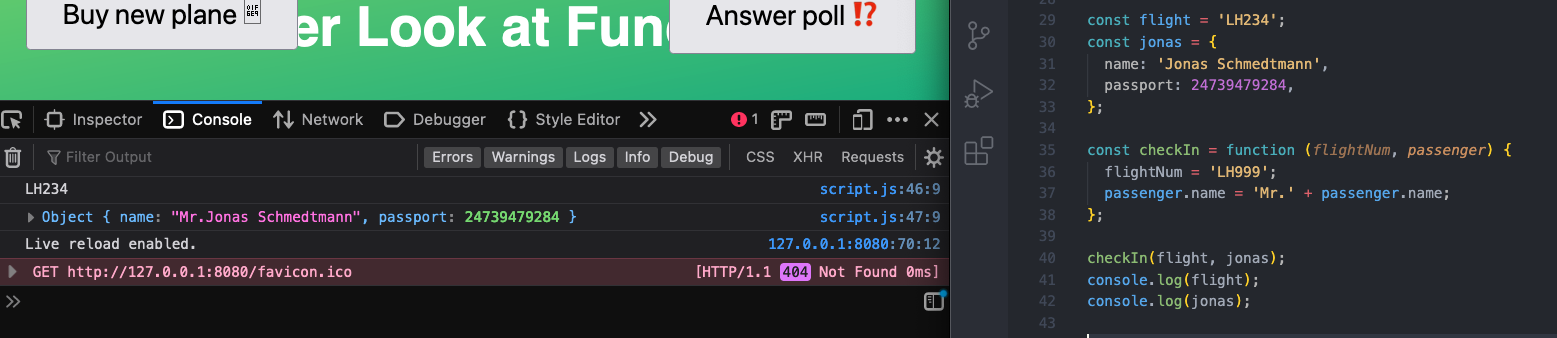 Buy new plane
er Look at Fun
Answer poll ⁉️
Inspector Console Network Debugger Style Editor 1
Filter Output Errors Warnings Logs Info Debug CSS XHR Requests
LH234 script.js:46:9
Object { name: "Mr.Jonas Schmedtmann", passport: 24739479284 } script.js:47:9
Live reload enabled. 127.0.0.1:8080:70:12
GET http://127.0.0.1:8080/favicon.ico [HTTP/1.1 404 Not Found 0ms]
29 const flight = 'LH234';
30 const jonas = {
31 name: 'Jonas Schmedtmann',
32 passport: 24739479284,
33 };
34
35 const checkIn = function (flightNum, passenger) {
36 flightNum = 'LH999';
37 passenger.name = 'Mr.' + passenger.name;
38 };
39
40 checkIn(flight, jonas);
41 console.log(flight);
42 console.log(jonas);
43